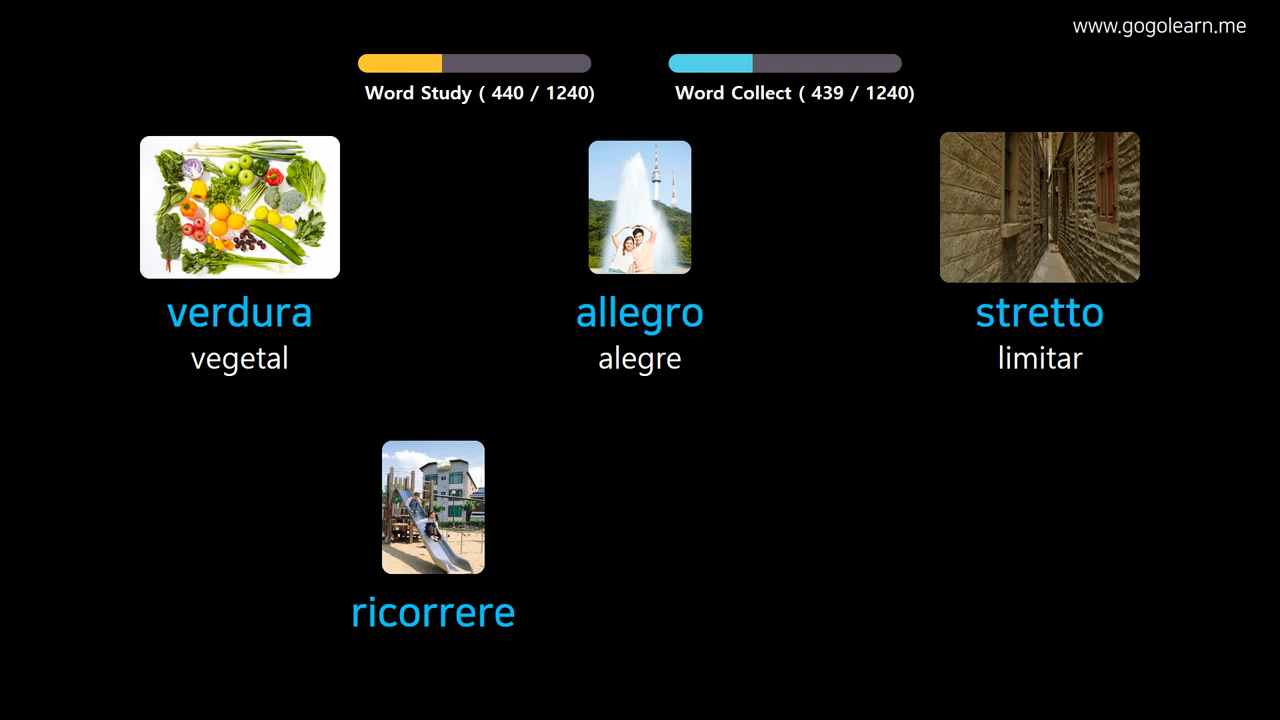 www.gogolearn.me
Word Study ( 440 / 1240)
Word Collect ( 439 / 1240)
verdura
vegetal
allegro
alegre
stretto
limitar
ricorrere